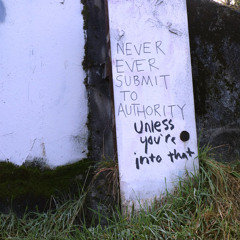 NEVER
EVER
SUBMIT
TO
AUTHORITY
Unless
you're
into that